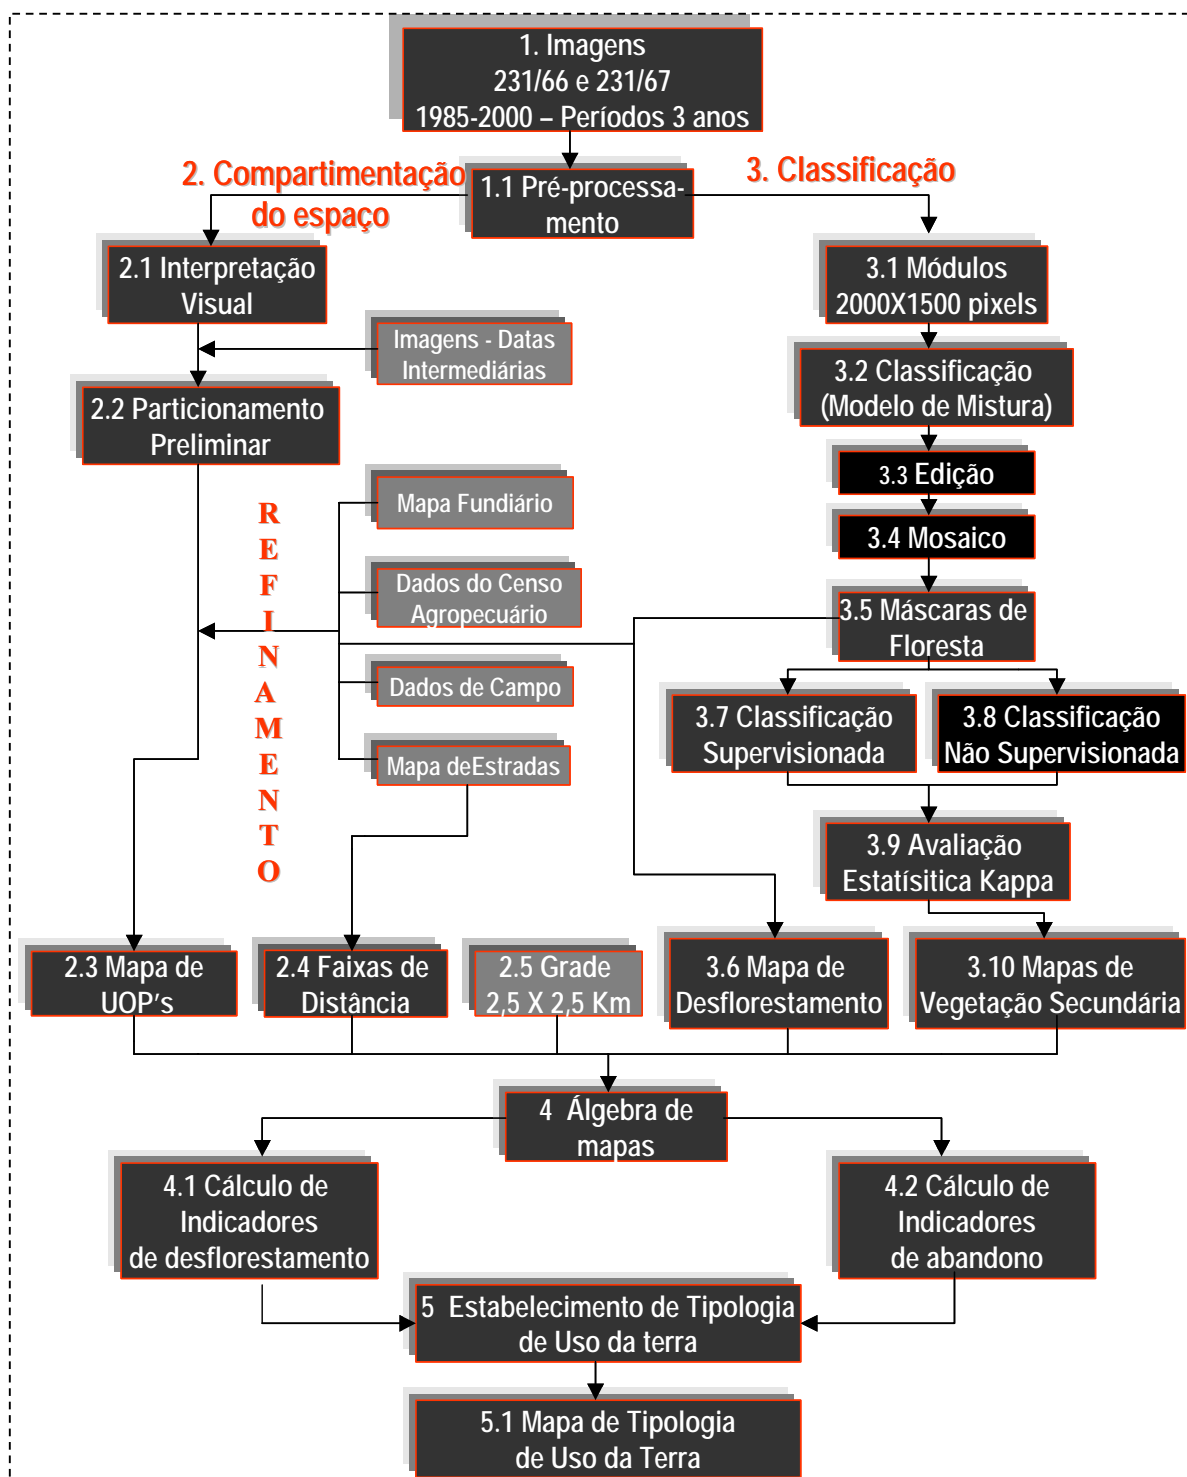 1. Imagens
231/66 e 231/67
1985-2000 – Períodos 3 anos
2. Compartimentação
do espaço
1.1 Pré-processa-
mento
3. Classificação
2.1 Interpretação
Visual
3.1 Módulos
2000X1500 pixels
Imagens - Datas
Intermediárias
3.2 Classificação
(Modelo de Mistura)
2.2 Particionamento
Preliminar
3.3 Edição
3.4 Mosaico
REFINAMENTO
Mapa Fundiário
Dados do Censo
Agropecuário
3.5 Máscaras de
Floresta
Dados de Campo
3.7 Classificação
Supervisionada
3.8 Classificação
Não Supervisionada
Mapa deEstradas
3.9 Avaliação
Estatísitica Kappa
2.3 Mapa de
UOP's
2.4 Faixas de
Distância
2.5 Grade
2,5 X 2,5 Km
3.6 Mapa de
Desflorestamento
3.10 Mapas de
Vegetação Secundária
4 Álgebra de
mapas
4.1 Cálculo de
Indicadores
de desflorestamento
4.2 Cálculo de
Indicadores
de abandono
5 Estabelecimento de Tipologia
de Uso da terra
5.1 Mapa de Tipologia
de Uso da Terra